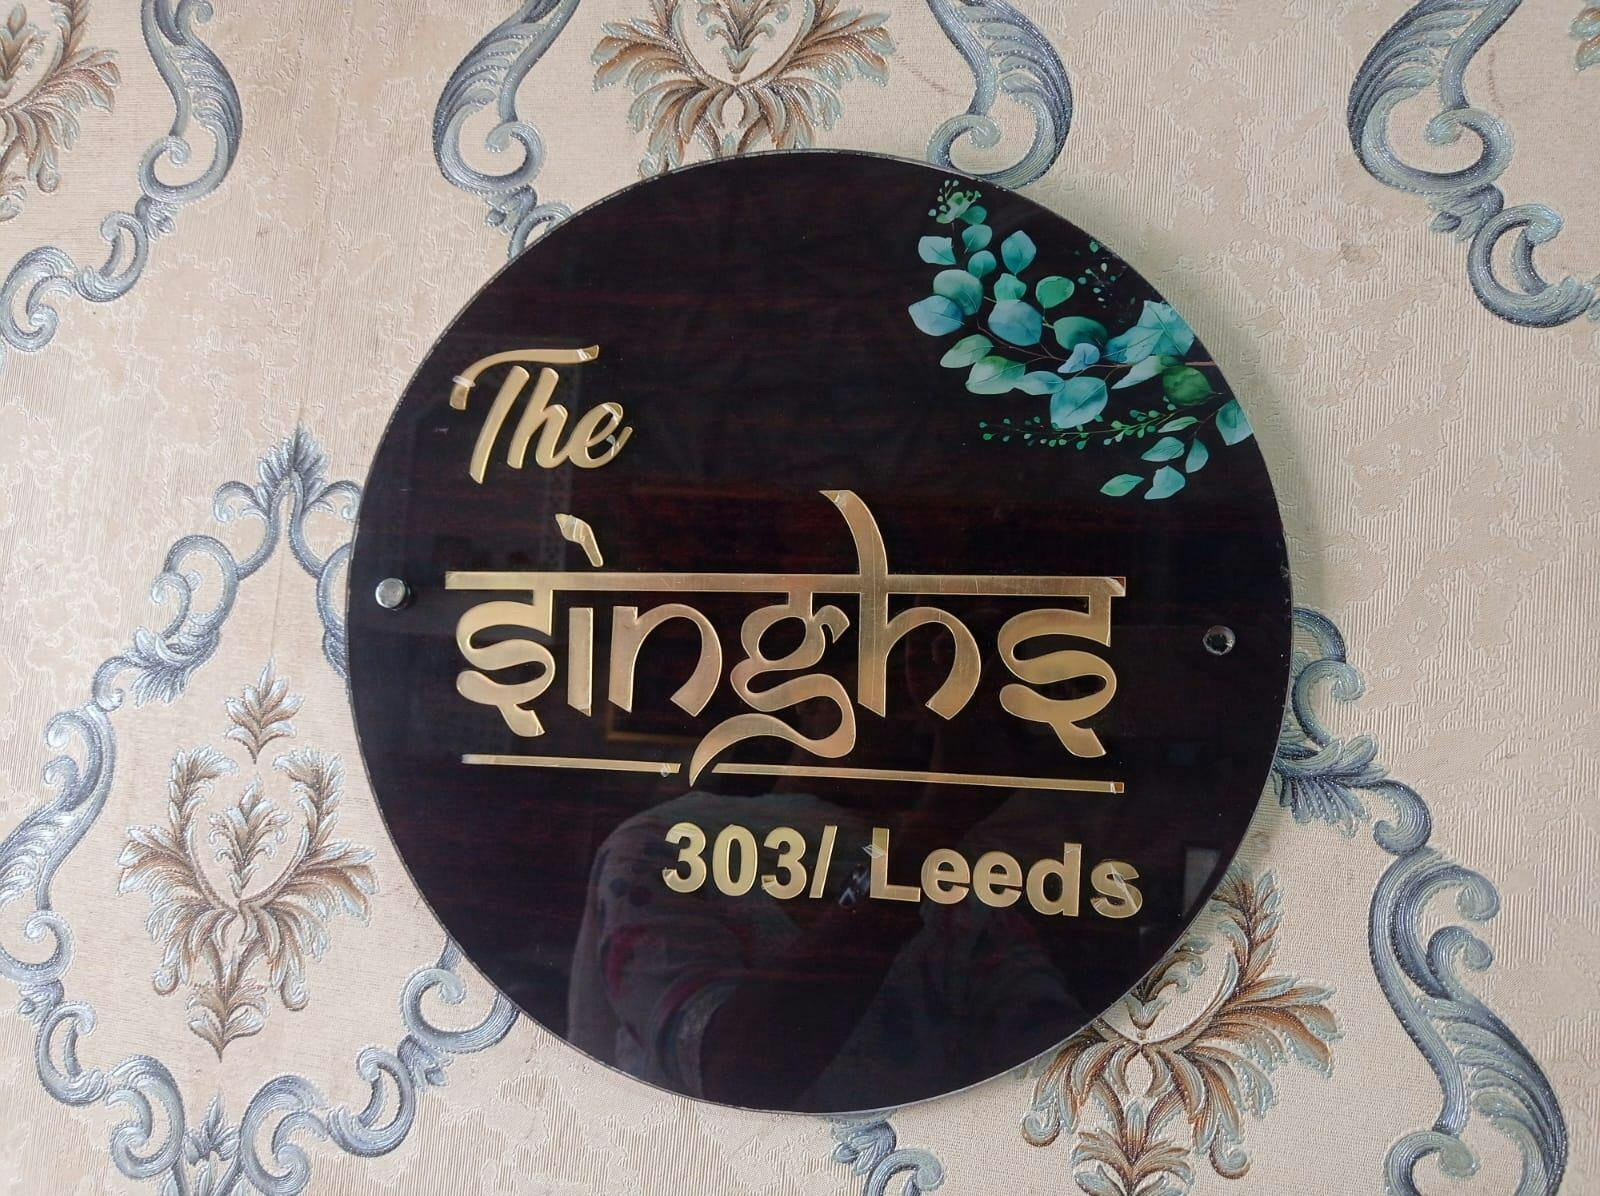 The
singhs
303/ Leeds